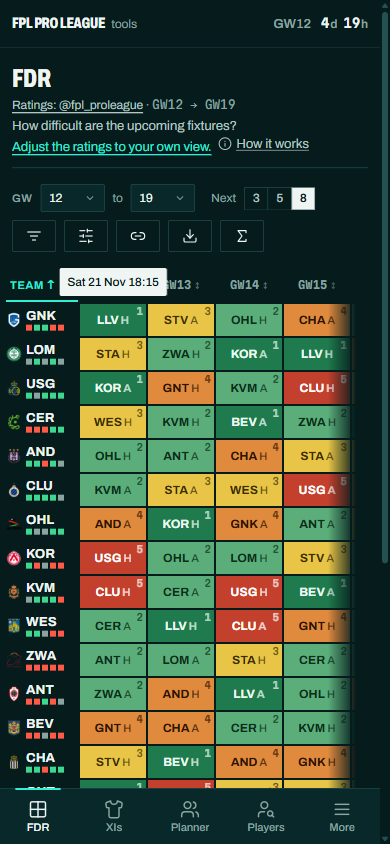 FPL PRO LEAGUE tools GW12 4d 19h
FDR
Ratings: @fpl_proleague · GW12 → GW19
How difficult are the upcoming fixtures?
Adjust the ratings to your own view. How it works
GW 12 to 19 Next 3 5 8
TEAM ↑ Sat 21 Nov 18:15 GW13 ↕ GW14 ↕ GW15 ↕
GNK LLV H 1 STV A 3 OHL H 2 CHA A 4
LOM STA H 3 ZWA H 2 KOR A 1 LLV H 1
USG KOR A 1 GNT H 4 KVM A 2 CLU H 5
CER WES H 3 KVM H 2 BEV A 1 ZWA H 2
AND OHL H 2 ANT A 2 CHA H 4 STA A 3
CLU KVM A 2 STA A 3 WES H 3 USG A 5
OHL AND A 4 KOR H 1 GNK A 4 ANT A 2
KOR USG H 5 OHL A 2 LOM H 2 STV A 3
KVM CLU H 5 CER A 2 USG H 5 BEV A 1
WES CER A 2 LLV H 1 CLU A 5 GNT H 4
ZWA ANT H 2 LOM A 2 STA H 3 CER A 2
ANT ZWA A 2 AND H 4 LLV A 1 OHL H 2
BEV GNT H 4 CHA A 4 CER H 2 KVM H 2
CHA STV H 3 BEV H 1 AND A 4 GNK H 4
FDR XIs Planner Players More